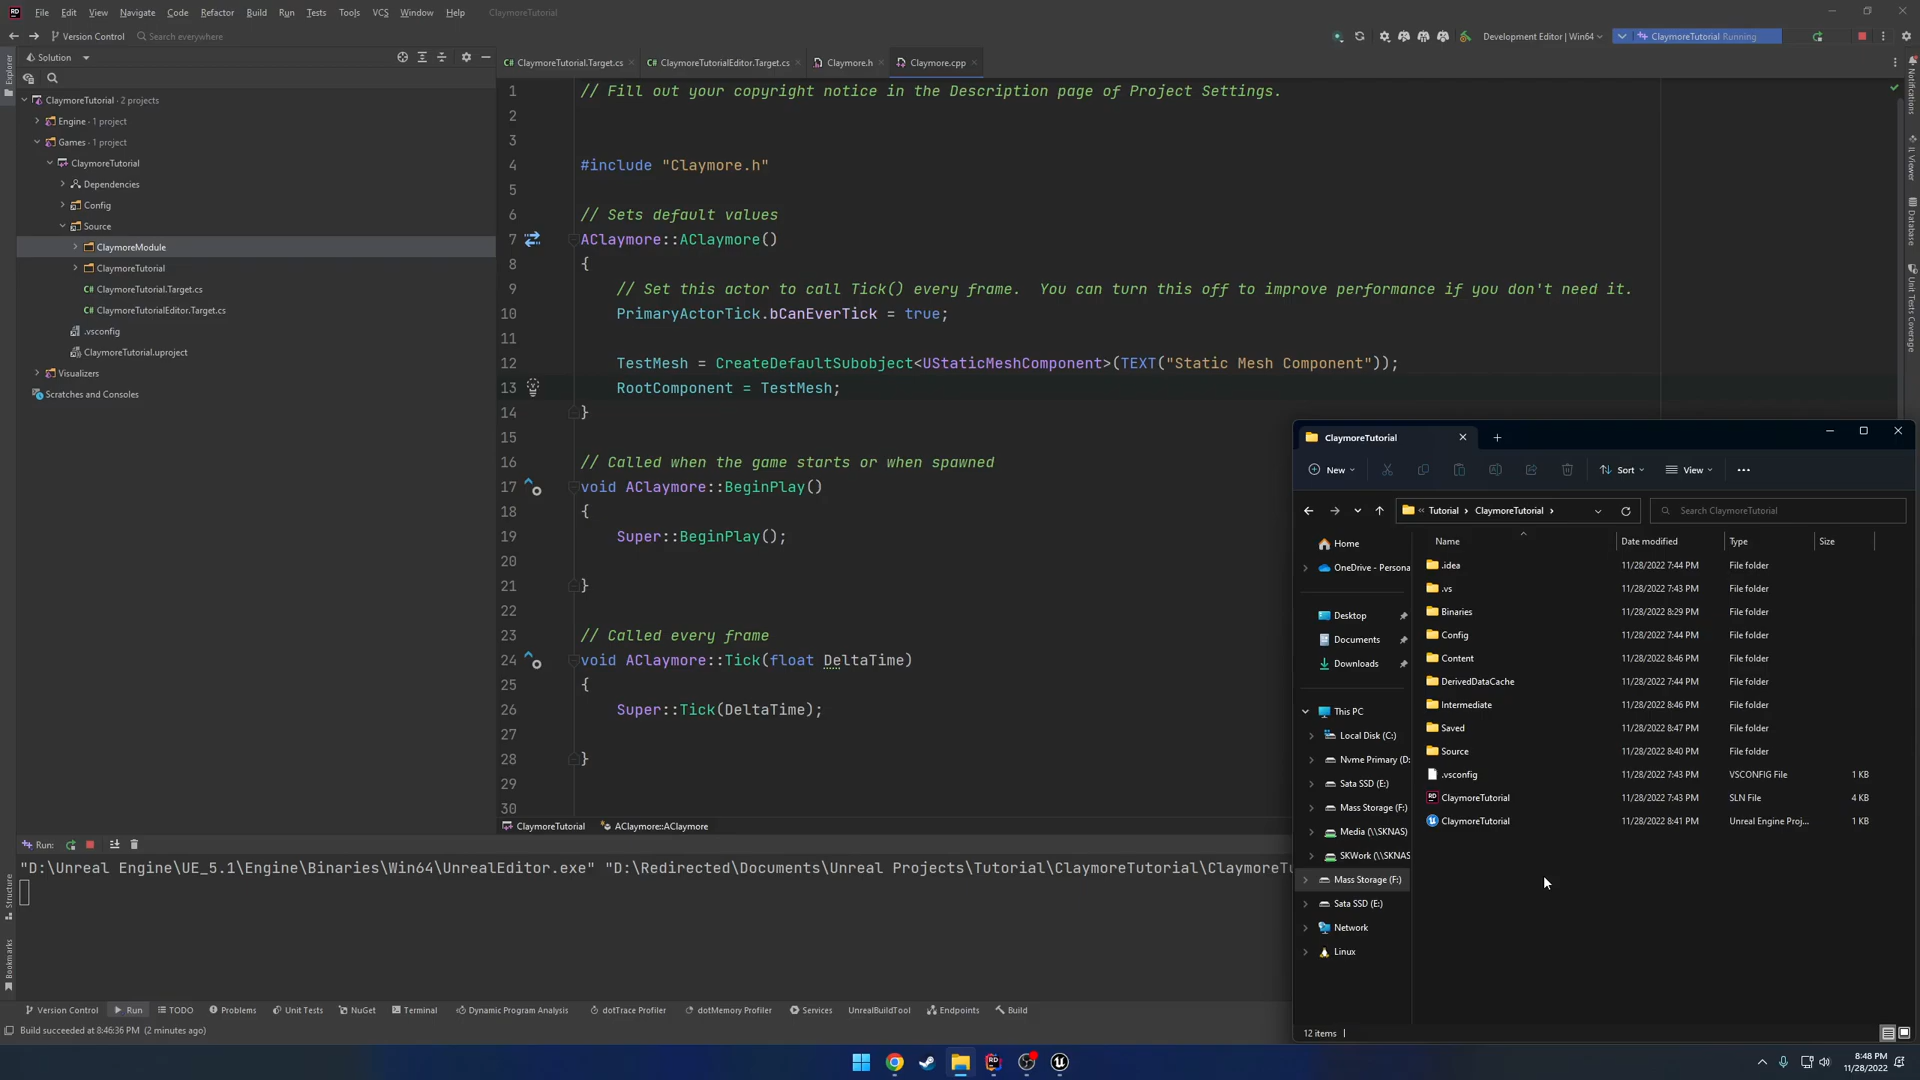 RD File Edit View Navigate Code Refactor Build Run Tests Tools VCS Window Help ClaymoreTutorial
Version Control Search everywhere Development Editor | Win64 ClaymoreTutorial Running
Explorer
Solution
ClaymoreTutorial · 2 projects
Engine · 1 project
Games · 1 project
ClaymoreTutorial
Dependencies
Config
Source
ClaymoreModule
ClaymoreTutorial
C# ClaymoreTutorial.Target.cs
C# ClaymoreTutorialEditor.Target.cs
.vsconfig
ClaymoreTutorial.uproject
Visualizers
Scratches and Consoles
C# ClaymoreTutorial.Target.cs C# ClaymoreTutorialEditor.Target.cs Claymore.h Claymore.cpp
1 // Fill out your copyright notice in the Description page of Project Settings.
2
3
4 #include "Claymore.h"
5
6 // Sets default values
7 AClaymore::AClaymore()
8 {
9 // Set this actor to call Tick() every frame.  You can turn this off to improve performance if you don't need it.
10 PrimaryActorTick.bCanEverTick = true;
11
12 TestMesh = CreateDefaultSubobject<UStaticMeshComponent>(TEXT("Static Mesh Component"));
13 RootComponent = TestMesh;
14 }
15
16 // Called when the game starts or when spawned
17 void AClaymore::BeginPlay()
18 {
19 Super::BeginPlay();
20
21 }
22
23 // Called every frame
24 void AClaymore::Tick(float DeltaTime)
25 {
26 Super::Tick(DeltaTime);
27
28 }
29
30
ClaymoreTutorial AClaymore::AClaymore
Notifications
IL Viewer
Database
Unit Tests Coverage
Run: ClaymoreTutorial
"D:\Unreal Engine\UE_5.1\Engine\Binaries\Win64\UnrealEditor.exe" "D:\Redirected\Documents\Unreal Projects\Tutorial\ClaymoreTutorial\ClaymoreTu
Structure
Bookmarks
Version Control Run TODO Problems Unit Tests NuGet Terminal Dynamic Program Analysis dotTrace Profiler dotMemory Profiler Services UnrealBuildTool Endpoints Build
Build succeeded at 8:46:36 PM (2 minutes ago)
ClaymoreTutorial
New Sort View
Tutorial ClaymoreTutorial Search ClaymoreTutorial
Home
OneDrive - Persona
Desktop
Documents
Downloads
This PC
Local Disk (C:)
Nvme Primary (D:
Sata SSD (E:)
Mass Storage (F:)
Media (\\SKNAS)
SKWork (\\SKNAS
Mass Storage (F:)
Sata SSD (E:)
Network
Linux
Name Date modified Type Size
.idea 11/28/2022 7:44 PM File folder
.vs 11/28/2022 7:43 PM File folder
Binaries 11/28/2022 8:29 PM File folder
Config 11/28/2022 7:44 PM File folder
Content 11/28/2022 8:46 PM File folder
DerivedDataCache 11/28/2022 7:44 PM File folder
Intermediate 11/28/2022 8:46 PM File folder
Saved 11/28/2022 8:47 PM File folder
Source 11/28/2022 8:40 PM File folder
.vsconfig 11/28/2022 7:43 PM VSCONFIG File 1 KB
ClaymoreTutorial 11/28/2022 7:43 PM SLN File 4 KB
ClaymoreTutorial 11/28/2022 8:41 PM Unreal Engine Proj... 1 KB
12 items
8:48 PM
11/28/2022